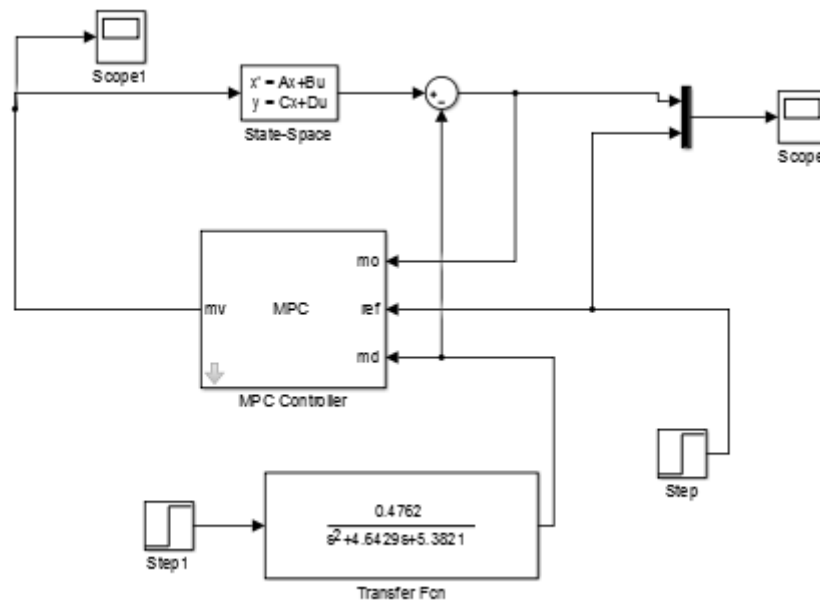 Scope1
x' = Ax+Bu
y = Cx+Du
State-Space
+
−
Scope
mo
mv
MPC
ref
md
MPC Controller
Step
Step1
0.4762
s²+4.6429s+5.3821
Transfer Fcn